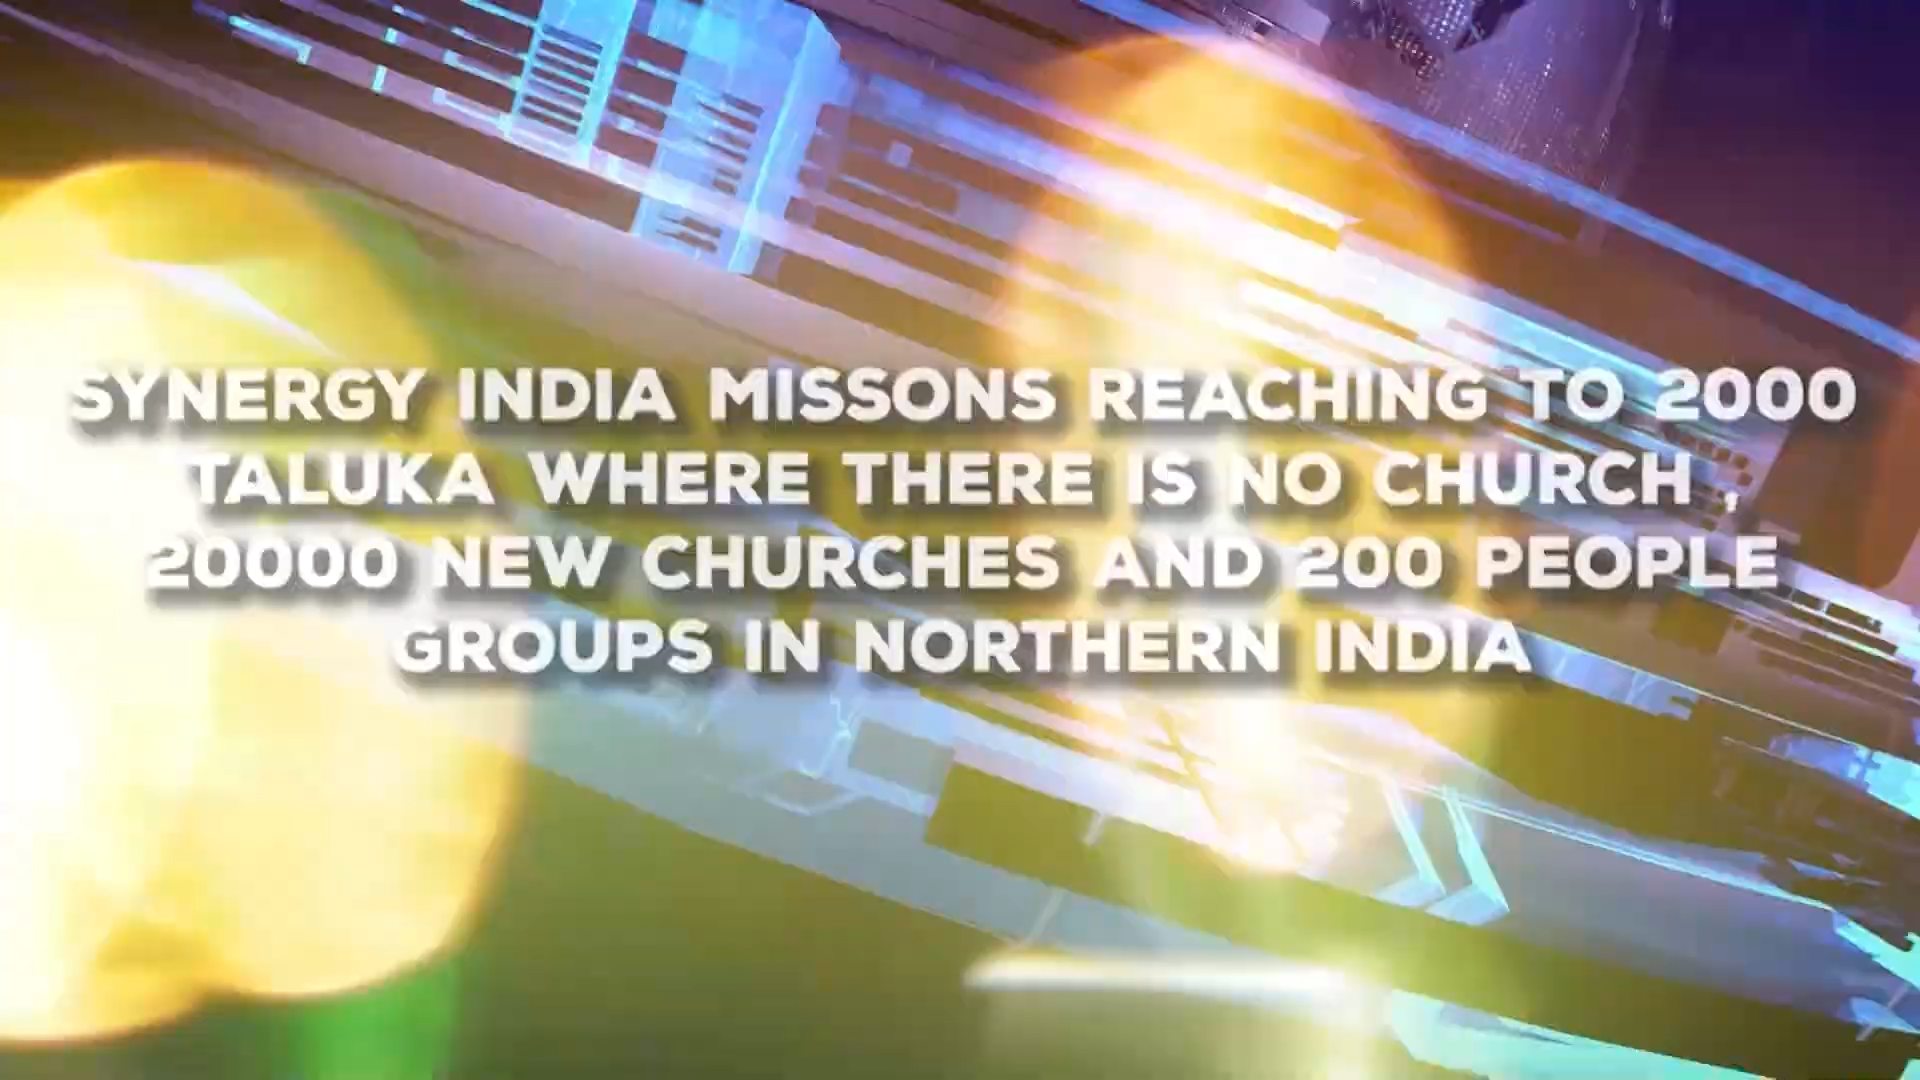 SYNERGY INDIA MISSONS REACHING TO 2000
TALUKA WHERE THERE IS NO CHURCH ,
20000 NEW CHURCHES AND 200 PEOPLE
GROUPS IN NORTHERN INDIA